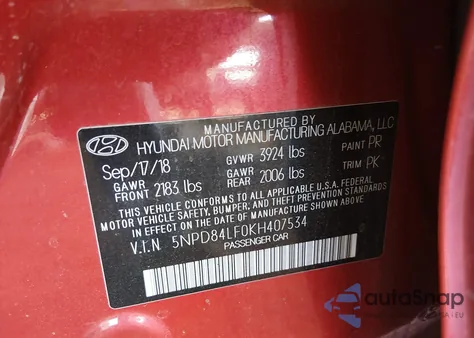 MANUFACTURED BY
HYUNDAI MOTOR MANUFACTURING ALABAMA, LLC
Sep/17/18 GVWR 3924 lbs PAINT PR
GAWR FRONT 2183 lbs GAWR REAR 2006 lbs TRIM PK
THIS VEHICLE CONFORMS TO ALL APPLICABLE U.S.A. FEDERAL
MOTOR VEHICLE SAFETY, BUMPER, AND THEFT PREVENTION STANDARDS
IN EFFECT ON THE DATE OF MANUFACTURE SHOWN ABOVE.
V.I.N 5NPD84LF0KH407534
PASSENGER CAR
autoSnap